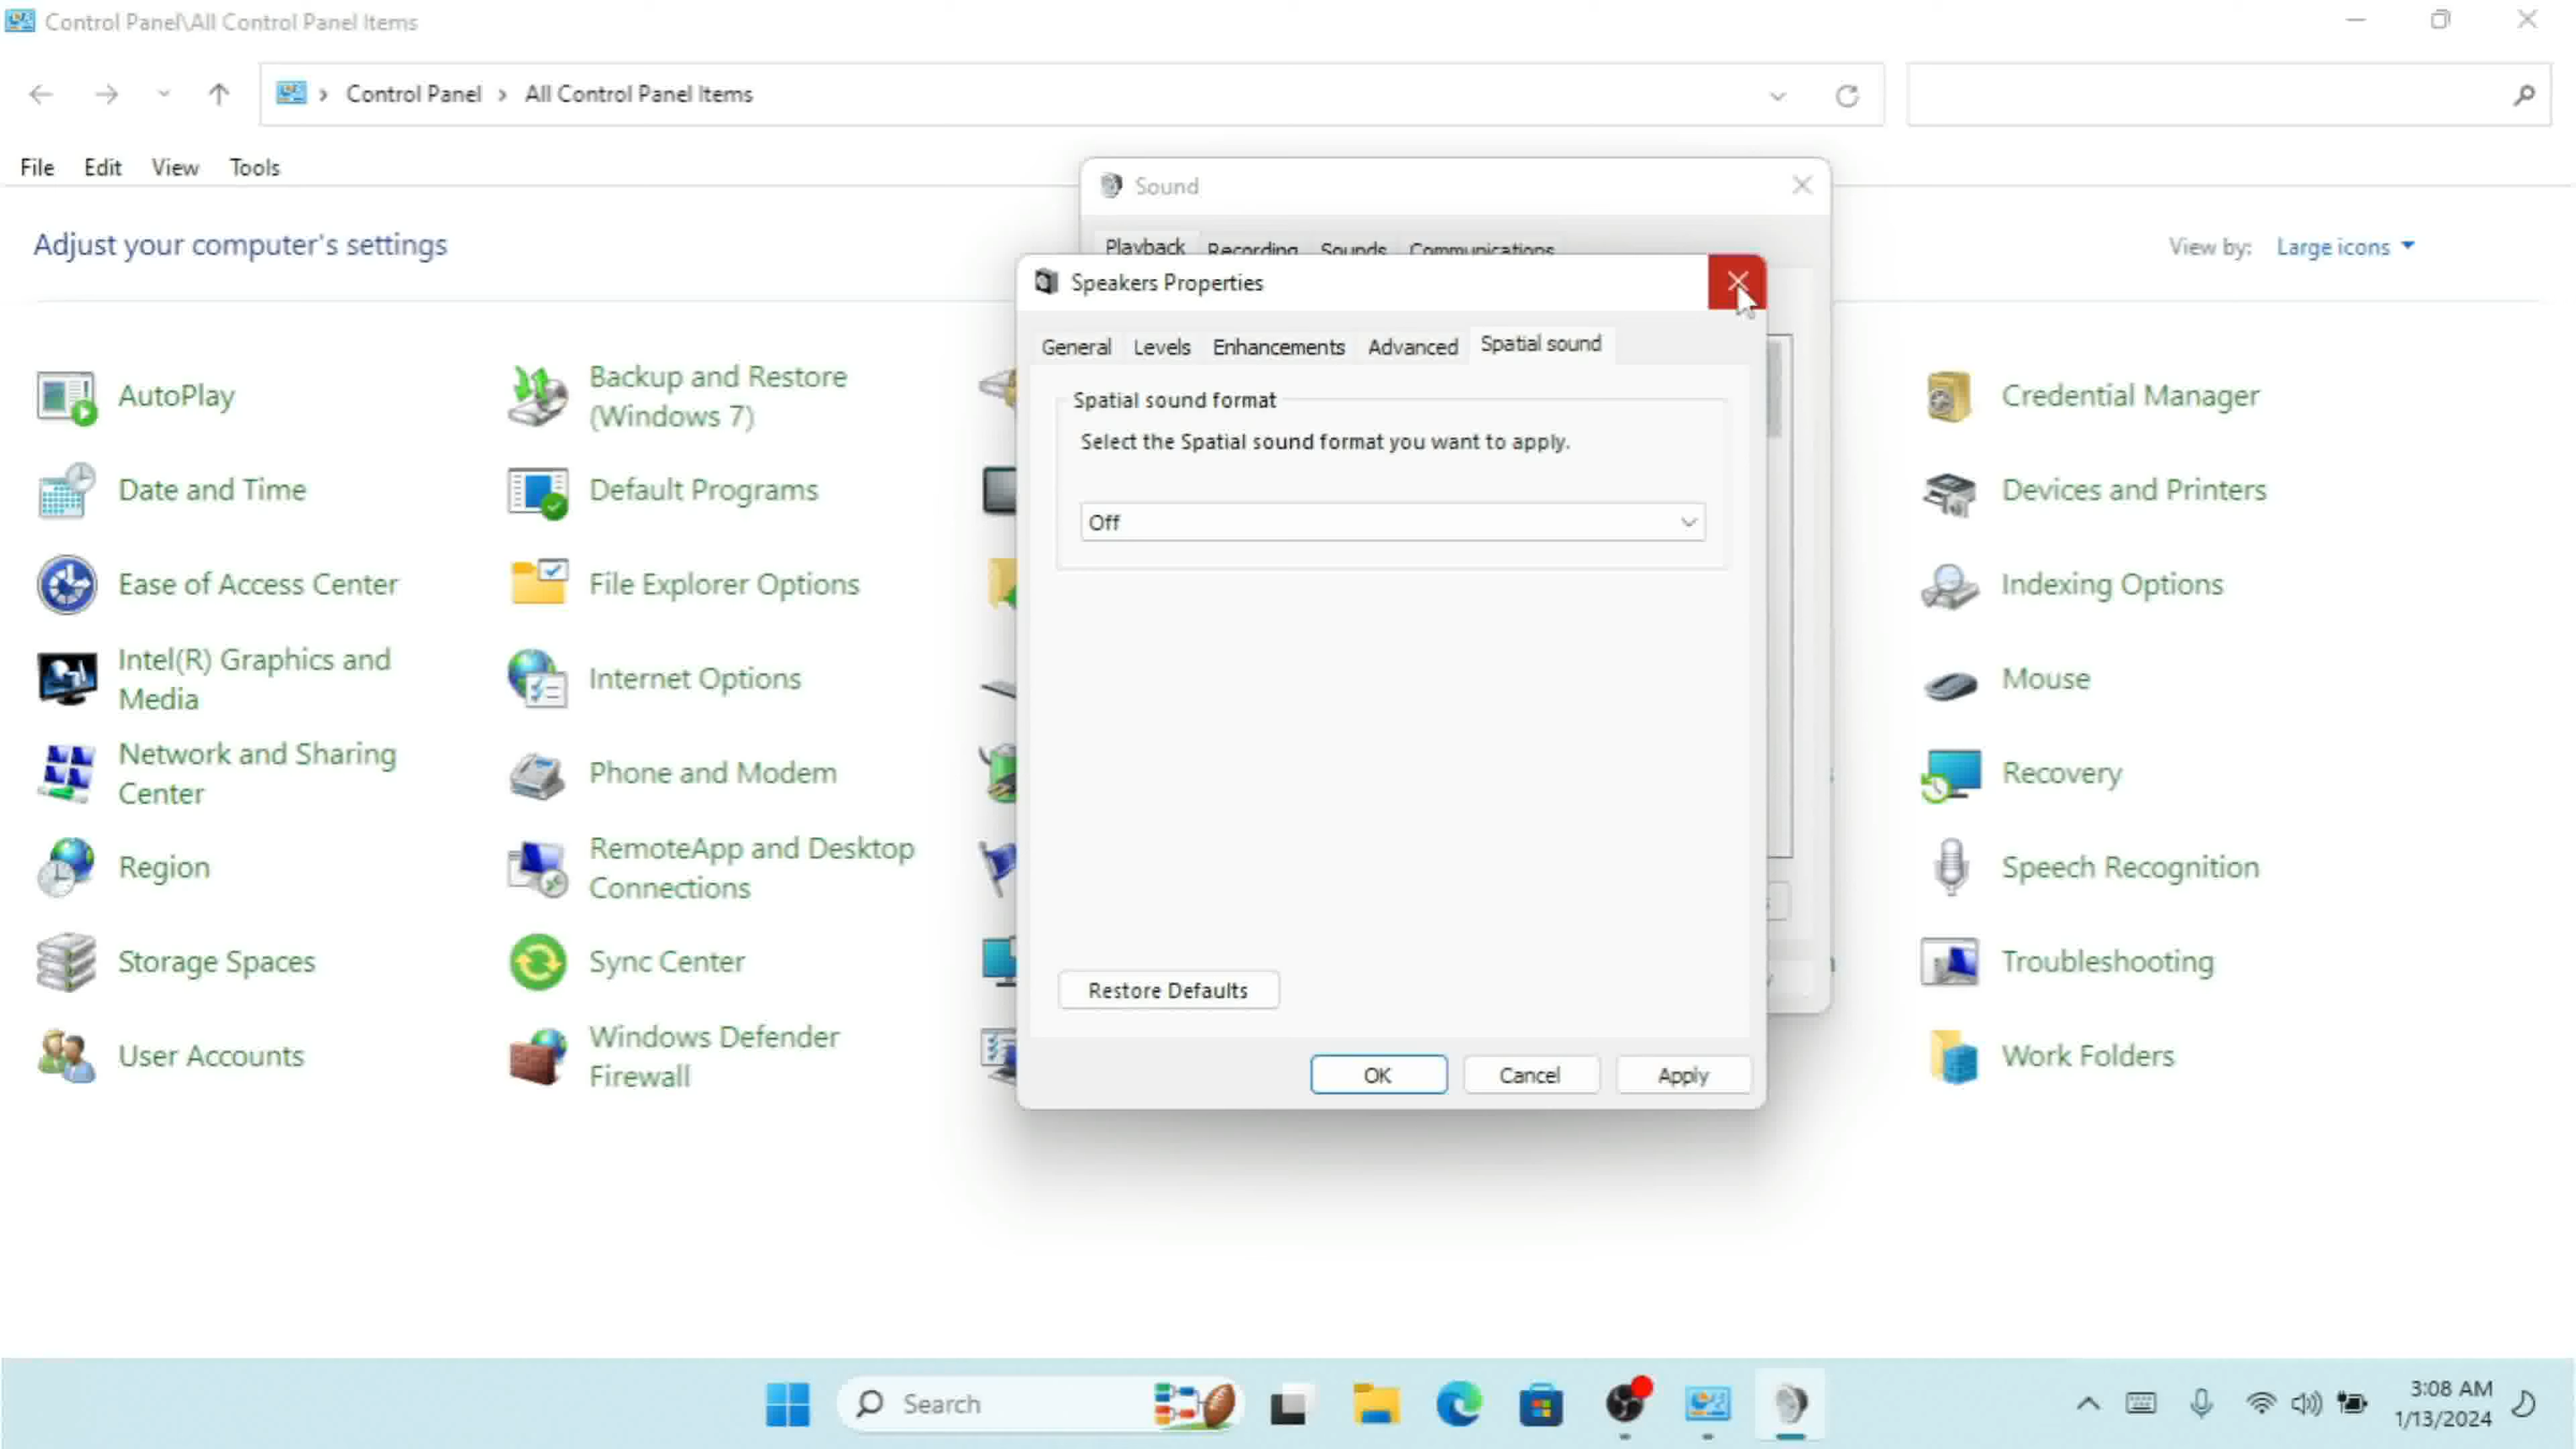 Control Panel\All Control Panel Items
Control Panel > All Control Panel Items
File Edit View Tools
Adjust your computer's settings
View by: Large icons
AutoPlay
Backup and Restore
(Windows 7)
Credential Manager
Date and Time
Default Programs
Devices and Printers
Ease of Access Center
File Explorer Options
Indexing Options
Intel(R) Graphics and
Media
Internet Options
Mouse
Network and Sharing
Center
Phone and Modem
Recovery
Region
RemoteApp and Desktop
Connections
Speech Recognition
Storage Spaces
Sync Center
Troubleshooting
User Accounts
Windows Defender
Firewall
Work Folders
Sound
Playback Recording Sounds Communications
Speakers Properties
General Levels Enhancements Advanced Spatial sound
Spatial sound format
Select the Spatial sound format you want to apply.
Off
Restore Defaults
OK Cancel Apply
Search
3:08 AM
1/13/2024